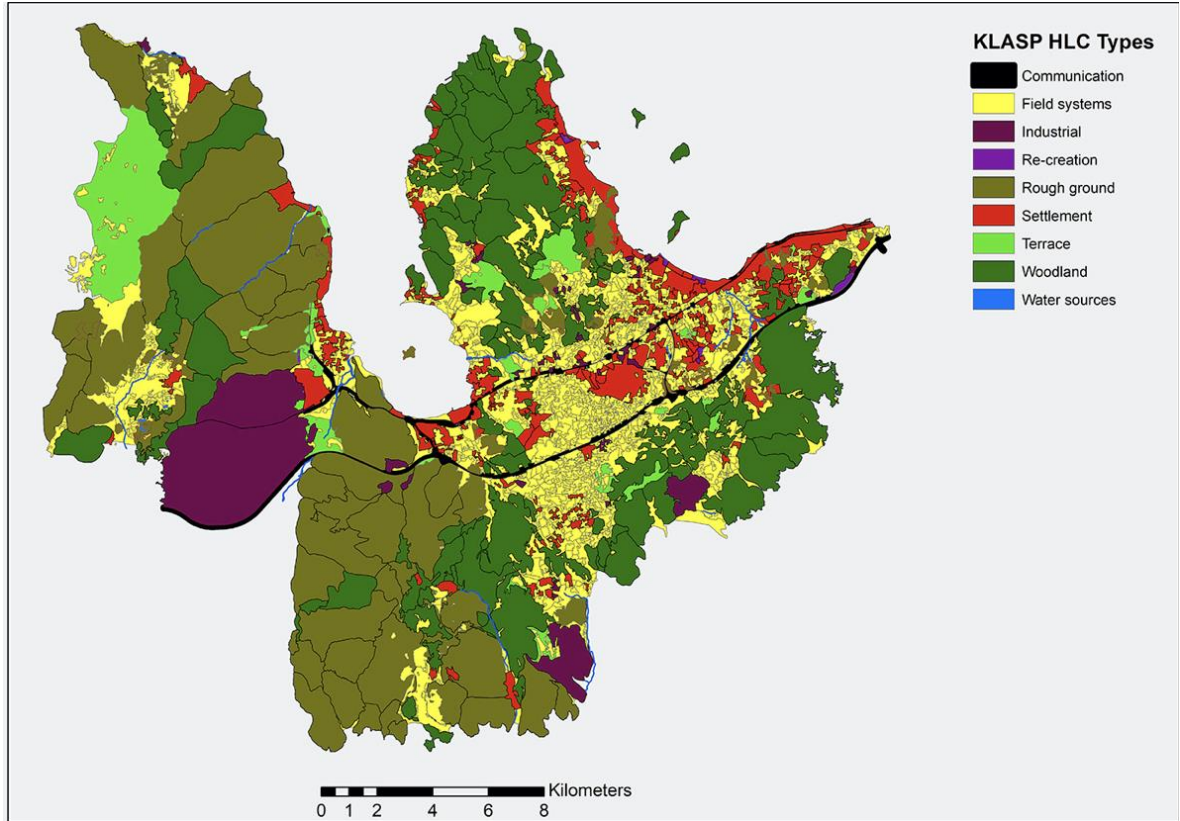 KLASP HLC Types
Communication
Field systems
Industrial
Re-creation
Rough ground
Settlement
Terrace
Woodland
Water sources
Kilometers
0 1 2 4 6 8